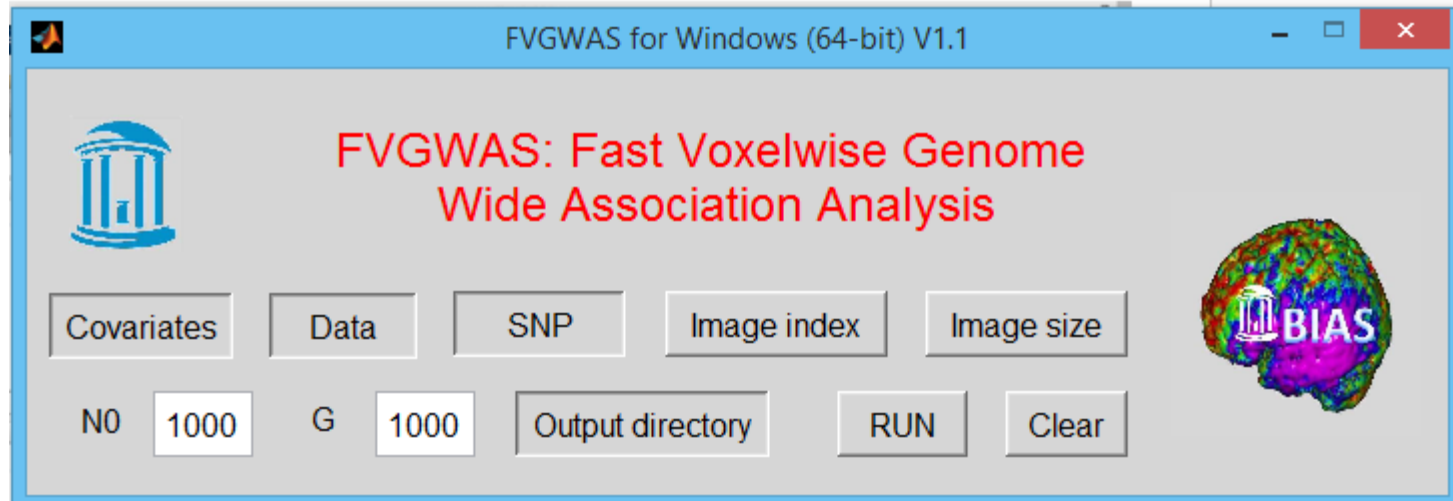 FVGWAS for Windows (64-bit) V1.1
FVGWAS: Fast Voxelwise Genome
Wide Association Analysis
Covariates Data SNP Image index Image size
BIAS
N0 1000 G 1000 Output directory RUN Clear